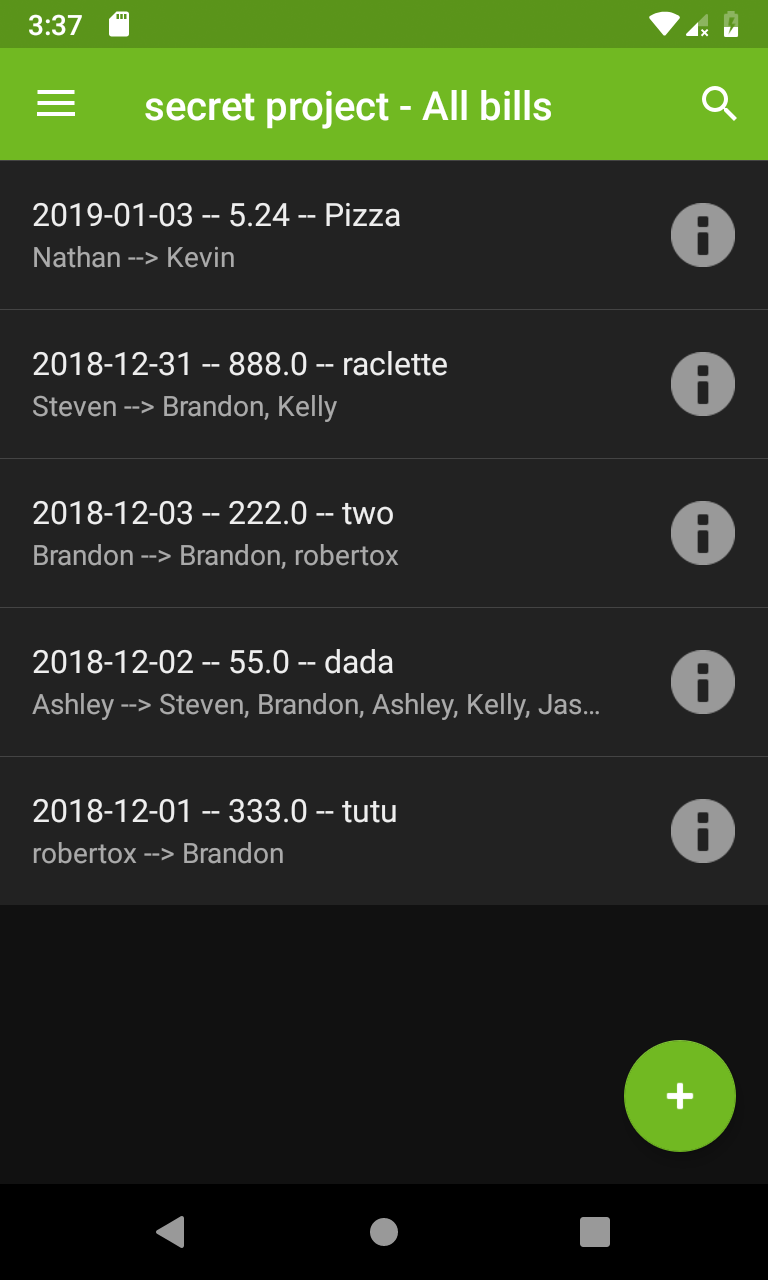 3:37
secret project - All bills
2019-01-03 -- 5.24 -- Pizza
Nathan --> Kevin
2018-12-31 -- 888.0 -- raclette
Steven --> Brandon, Kelly
2018-12-03 -- 222.0 -- two
Brandon --> Brandon, robertox
2018-12-02 -- 55.0 -- dada
Ashley --> Steven, Brandon, Ashley, Kelly, Jas…
2018-12-01 -- 333.0 -- tutu
robertox --> Brandon